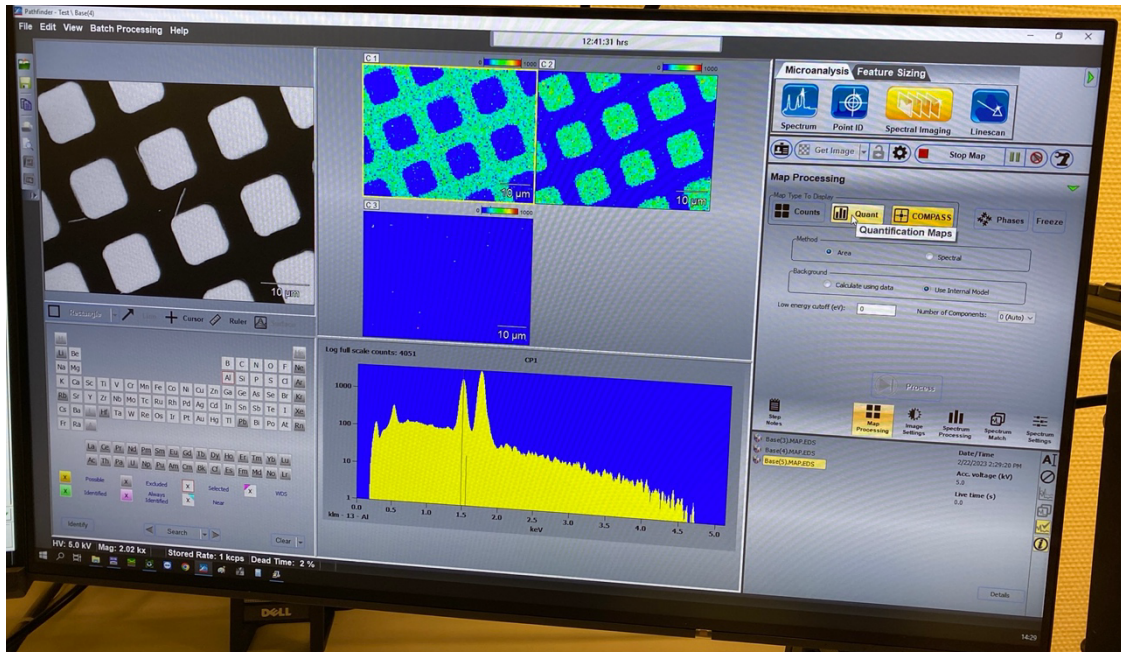 Pathfinder - Test \ Base(4)
File Edit View Batch Processing Help
12:41:31 hrs
10 µm
C 1
0 1000
10 µm
C 2
0 1000
10 µm
C 3
0 1000
10 µm
Rectangle
Cursor
Ruler
Li Be
B C N O F Ne
Na Mg
Al Si P S Cl Ar
K Ca Sc Ti V Cr Mn Fe Co Ni Cu Zn Ga Ge As Se Br Kr
Rb Sr Y Zr Nb Mo Tc Ru Rh Pd Ag Cd In Sn Sb Te I Xe
Cs Ba Hf Ta W Re Os Ir Pt Au Hg Tl Pb Bi Po At Rn
Fr Ra
La Ce Pr Nd Pm Sm Eu Gd Tb Dy Ho Er Tm Yb Lu
Ac Th Pa U Np Pu Am Cm Bk Cf Es Fm Md No Lr
X Possible
X Excluded
X Selected
X WDS
X Identified
X Always Identified
X Near
Identify
Search
Clear
HV: 5.0 kV Mag: 2.02 kx Stored Rate: 1 kcps Dead Time: 2 %
Log full scale counts: 4051
CP1
1000
100
10
1
0.0 0.5 1.0 1.5 2.0 2.5 3.0 3.5 4.0 4.5 5.0
klm - 13 - Al
keV
Microanalysis Feature Sizing
Spectrum Point ID Spectral Imaging Linescan
Get Image
Stop Map
Map Processing
Map Type To Display
Counts Quant COMPASS Phases Freeze
Quantification Maps
Method
Area Spectral
Background
Calculate using data Use Internal Model
Low energy cutoff (eV): 0 Number of Components: 0 (Auto)
Process
Step Notes
Map Processing
Image Settings
Spectrum Processing
Spectrum Match
Spectrum Settings
Base(3).MAP.EDS
Base(4).MAP.EDS
Base(5).MAP.EDS
Date/Time
2/22/2023 2:29:20 PM
Acc. voltage (kV)
5.0
Live time (s)
0.0
Details
14:29
DELL